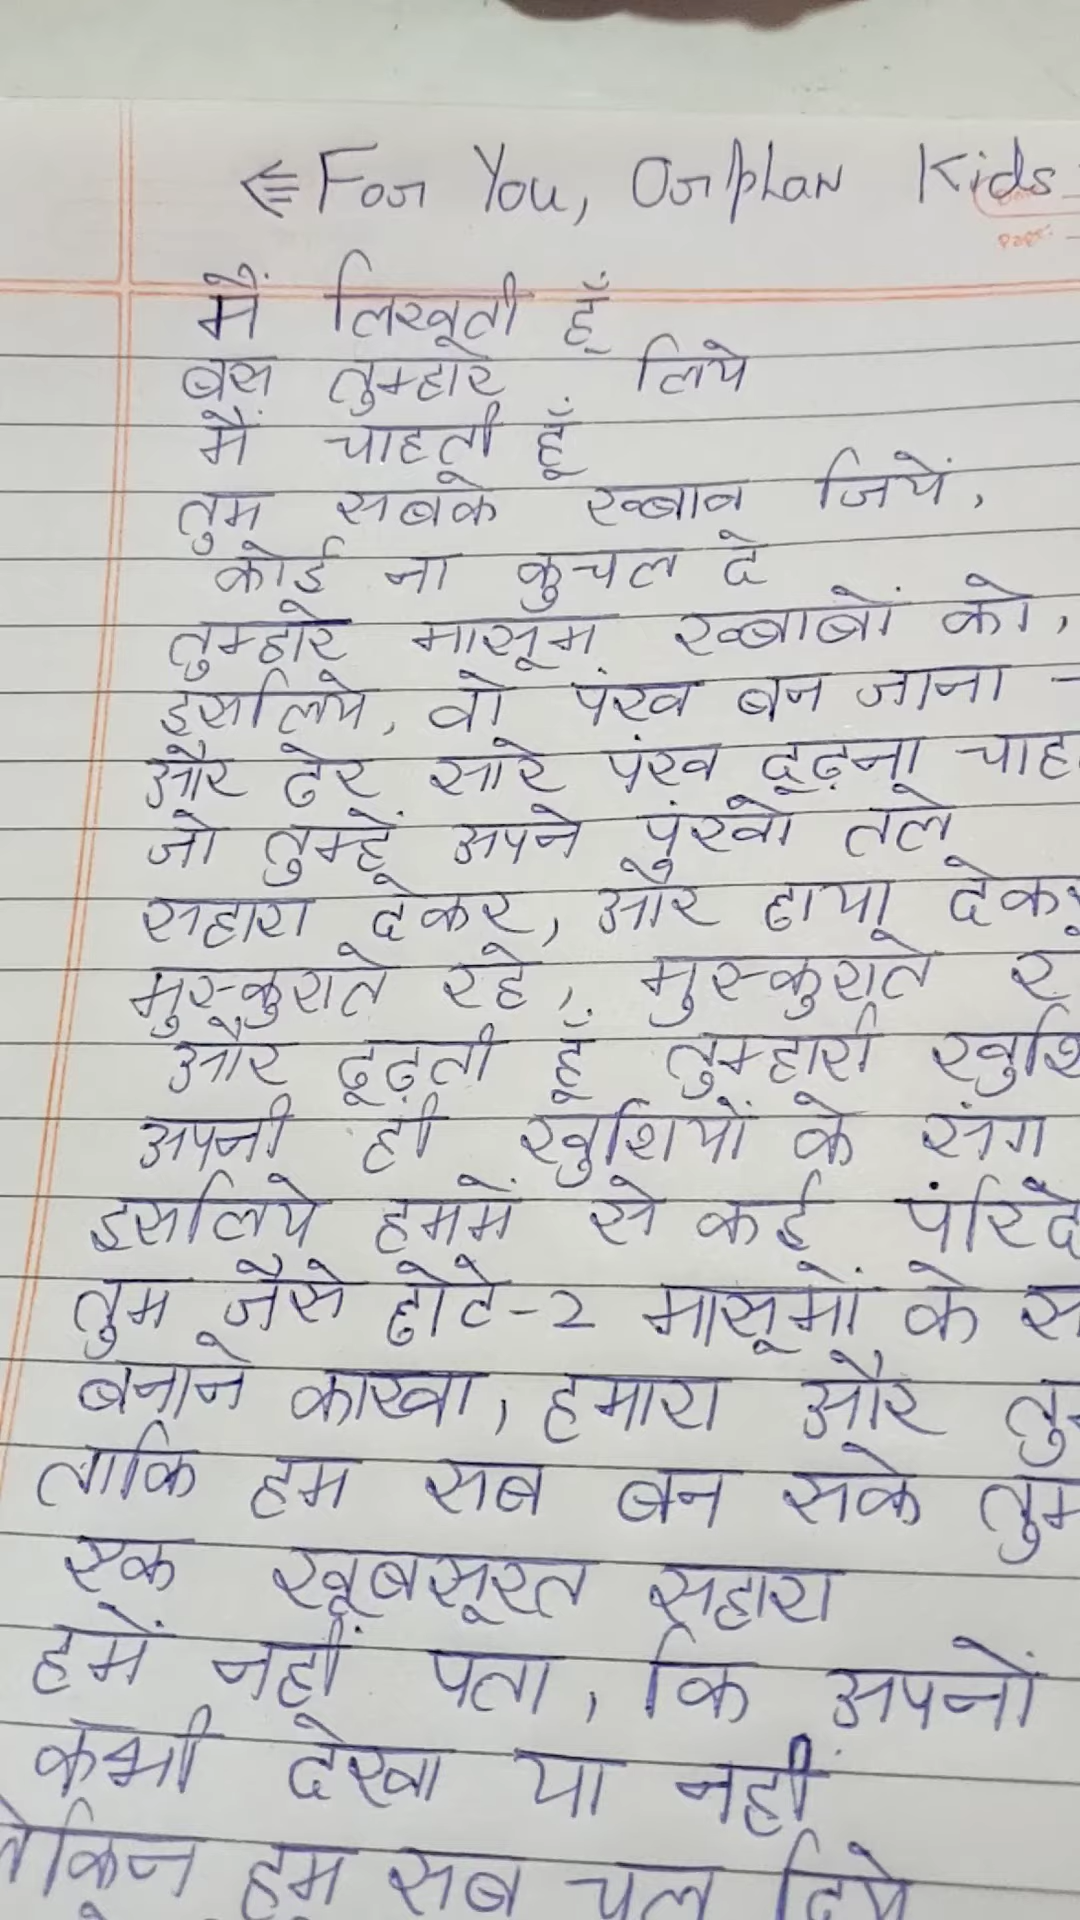 For You, Orphan Kids
मैं लिखती हूँ
बस तुम्हारे लिये
मैं चाहती हूँ
तुम सबके ख्बाब जियें,
कोई ना कुचल दे
तुम्हारे मासूम ख्बाबों को,
इसलिये, वो पंख बन जाना
और ढेर सारे पंख ढूढ़ना चाह
जो तुम्हें अपने पंखो तले
सहारा देकर, और छाया देकर
मुस्कुराते रहे, मुस्कुराते र
और ढूढ़ती हूँ तुम्हारी खुशि
अपनी ही खुशियों के संग
इसलिये हममें से कई परिंदे
तुम जैसे छोटे-2 मासूमों के स
बनाने कारवा, हमारा और तु
ताकि हम सब बन सके तुम
एक खूबसूरत सहारा
हमें नहीं पता, कि अपनों
कभी देखा या नहीं
लेकिन हम सब चल दिये